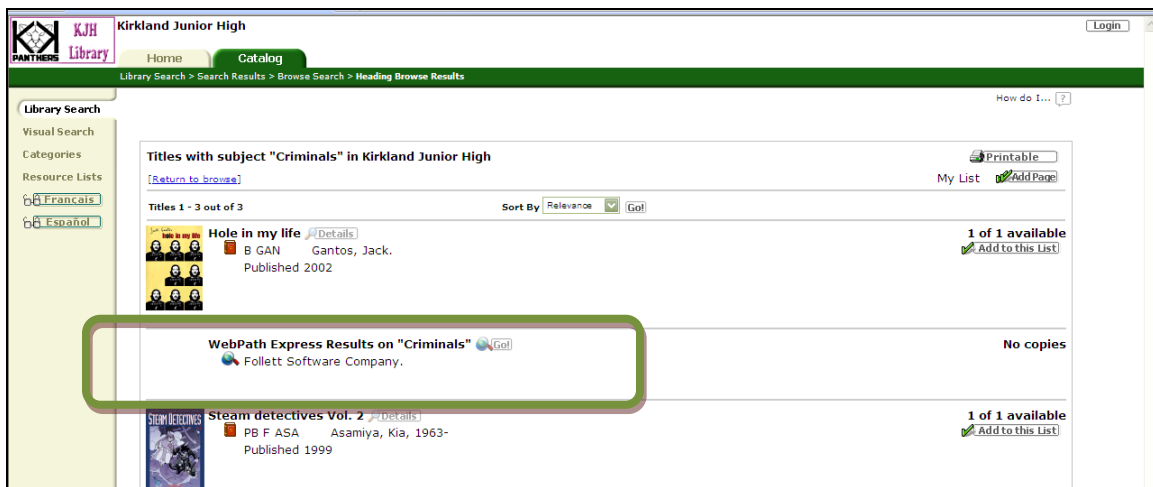 KJH
Library
PANTHERS
Kirkland Junior High
Login
Home
Catalog
Library Search > Search Results > Browse Search > Heading Browse Results
How do I... ?
Library Search
Visual Search
Categories
Resource Lists
Français
Español
Titles with subject "Criminals" in Kirkland Junior High
Printable
[Return to browse]
My List Add Page
Titles 1 - 3 out of 3
Sort By Relevance Go!
hole in my life
Hole in my life Details
1 of 1 available
B GAN Gantos, Jack.
Add to this List
Published 2002
WebPath Express Results on "Criminals" Go!
No copies
Follett Software Company.
STEAM DETECTIVES
Steam detectives Vol. 2 Details
1 of 1 available
PB F ASA Asamiya, Kia, 1963-
Add to this List
Published 1999